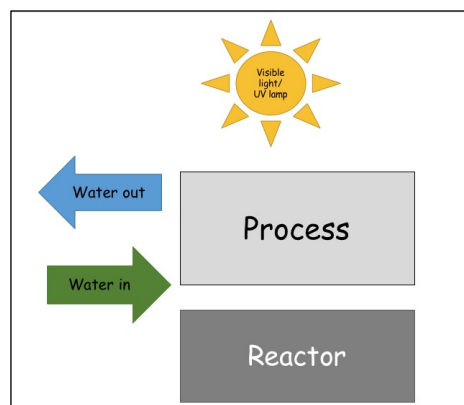 Visible
light/
UV lamp
Water out
Process
Water in
Reactor